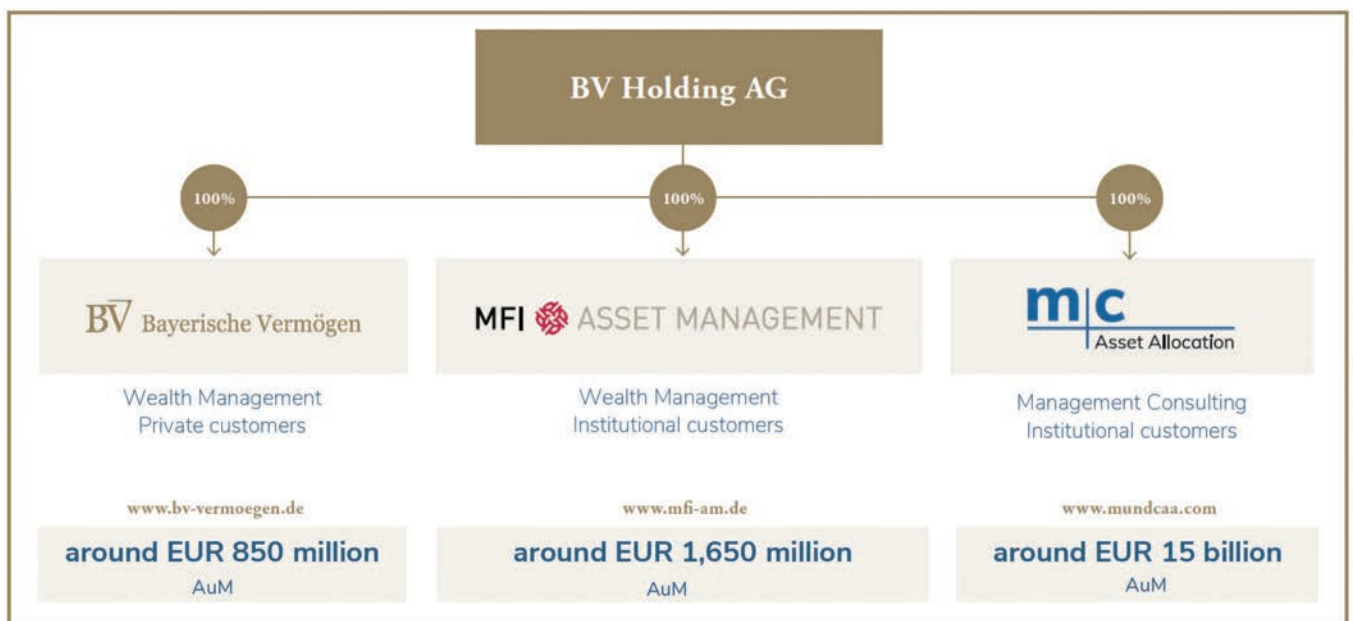 BV Holding AG
100%
100%
100%
BV Bayerische Vermögen
MFI ASSET MANAGEMENT
m|c
Asset Allocation
Wealth Management
Private customers
Wealth Management
Institutional customers
Management Consulting
Institutional customers
www.bv-vermoegen.de
www.mfi-am.de
www.mundcaa.com
around EUR 850 million
AuM
around EUR 1,650 million
AuM
around EUR 15 billion
AuM